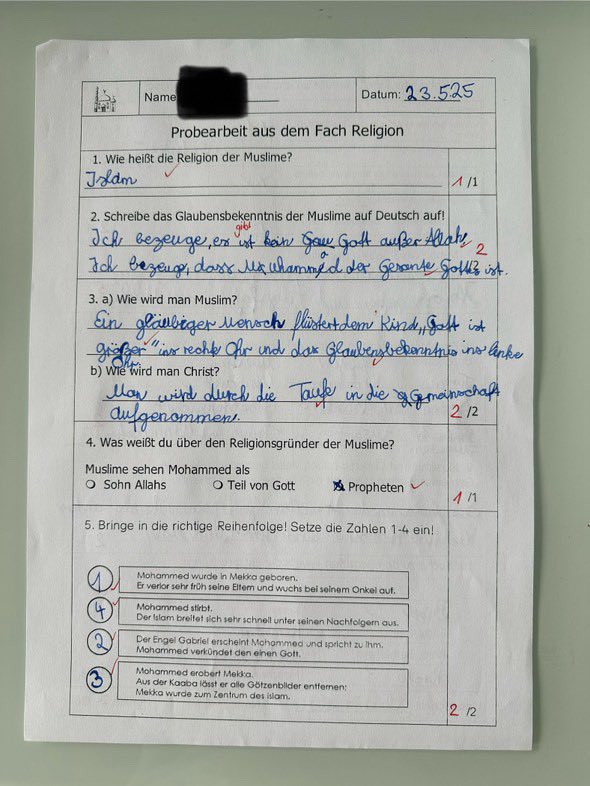 Name
Datum: 23.5.25
Probearbeit aus dem Fach Religion
1. Wie heißt die Religion der Muslime?
Islam
1 /1
2. Schreibe das Glaubensbekenntnis der Muslime auf Deutsch auf!
gibt
Ich bezeuge, es ist kein Gott außer Allah,
2
a
Ich bezeuge, dass Muhammed der Gesante Gottes ist.
3. a) Wie wird man Muslim?
Ein gläubiger Mensch flüstert dem Kind „Gott ist
größer" ins rechte Ohr und das Glaubensbekenntnis ins linke
Ohr.
b) Wie wird man Christ?
Man wird durch die Taufe in die Gemeinschaft
aufgenommen.
2 /2
4. Was weißt du über den Religionsgründer der Muslime?
Muslime sehen Mohammed als
Sohn Allahs Teil von Gott Propheten
1 /1
5. Bringe in die richtige Reihenfolge! Setze die Zahlen 1-4 ein!
1 Mohammed wurde in Mekka geboren.
Er verlor sehr früh seine Eltern und wuchs bei seinem Onkel auf.
4 Mohammed stirbt.
Der Islam breitet sich sehr schnell unter seinen Nachfolgern aus.
2 Der Engel Gabriel erscheint Mohammed und spricht zu ihm.
Mohammed verkündet den einen Gott.
3 Mohammed erobert Mekka.
Aus der Kaaba lässt er alle Götzenbilder entfernen:
Mekka wurde zum Zentrum des Islam.
2 /2